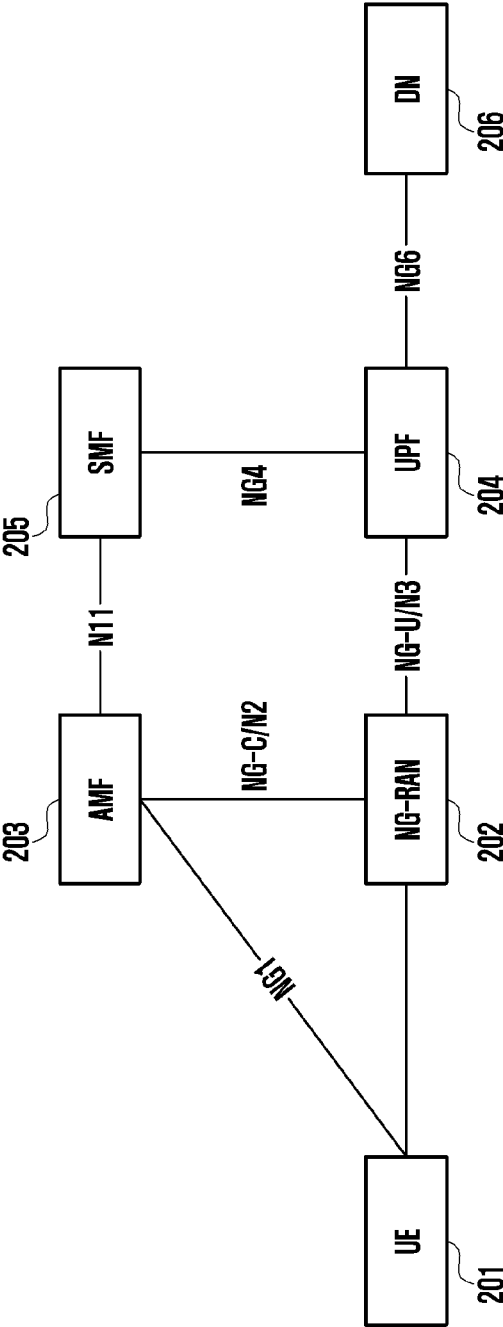 203
205
AMF
N11
SMF
NG1
NG-C/N2
NG4
UE
NG-RAN
NG-U/N3
UPF
NG6
DN
201
202
204
206